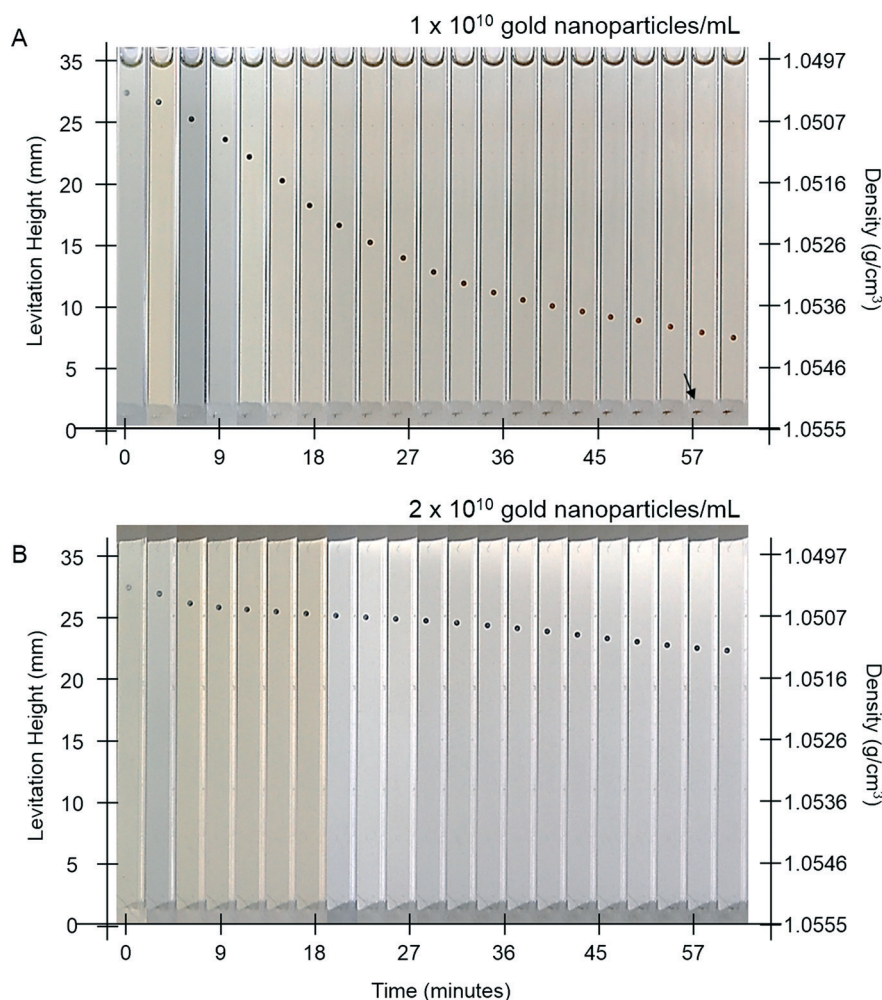 A
1 x 10¹⁰ gold nanoparticles/mL
35
30
25
20
15
10
5
0
Levitation Height (mm)
1.0497
1.0507
1.0516
1.0526
1.0536
1.0546
1.0555
Density (g/cm³)
0 9 18 27 36 45 57
B
2 x 10¹⁰ gold nanoparticles/mL
35
30
25
20
15
10
5
0
Levitation Height (mm)
1.0497
1.0507
1.0516
1.0526
1.0536
1.0546
1.0555
Density (g/cm³)
0 9 18 27 36 45 57
Time (minutes)